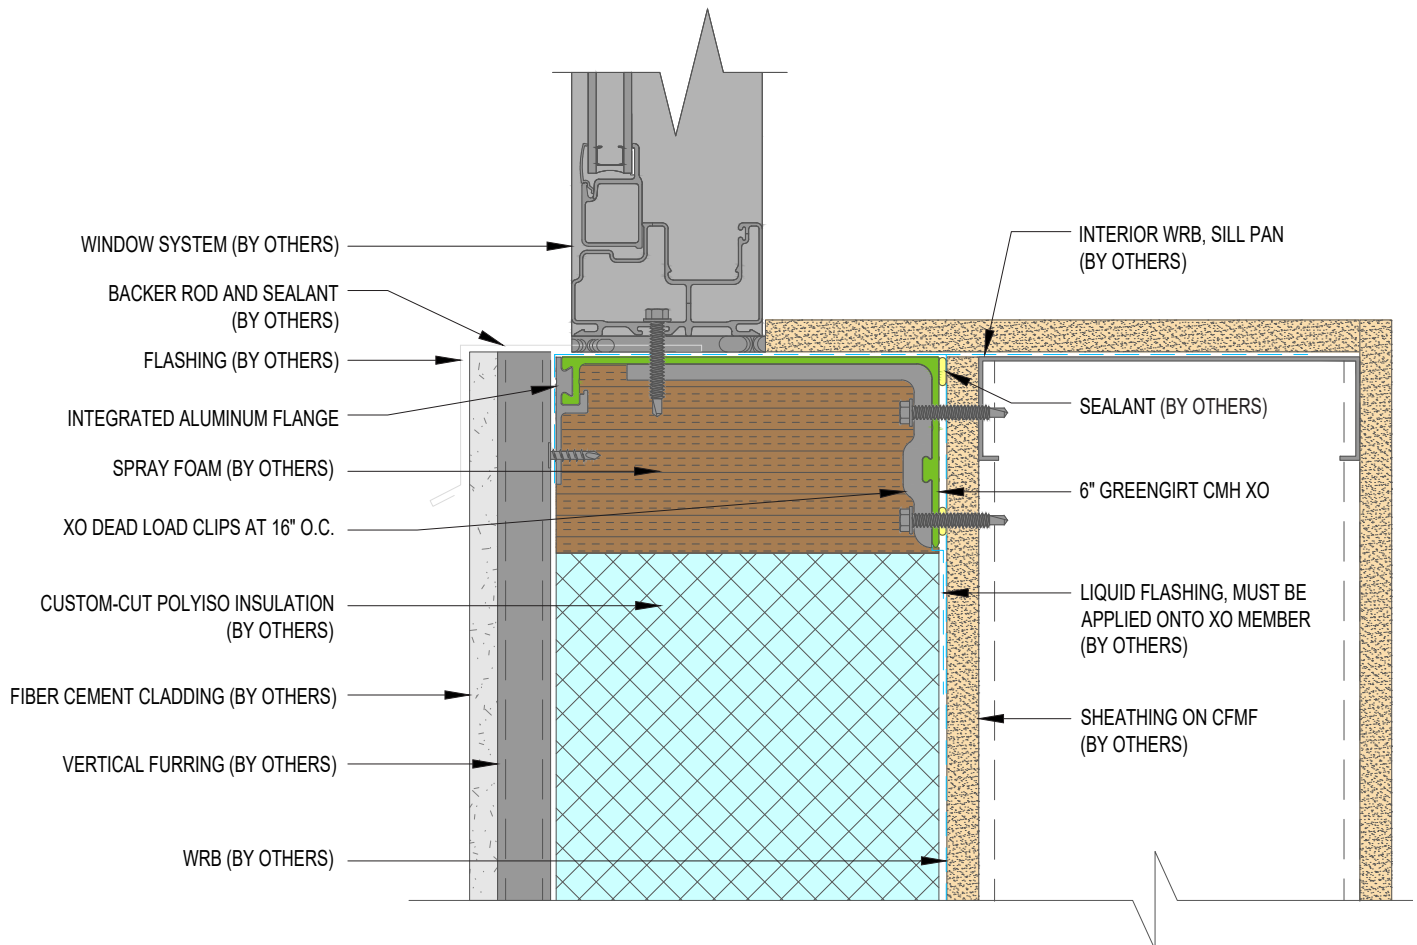 WINDOW SYSTEM (BY OTHERS)
BACKER ROD AND SEALANT
(BY OTHERS)
FLASHING (BY OTHERS)
INTEGRATED ALUMINUM FLANGE
SPRAY FOAM (BY OTHERS)
XO DEAD LOAD CLIPS AT 16" O.C.
CUSTOM-CUT POLYISO INSULATION
(BY OTHERS)
FIBER CEMENT CLADDING (BY OTHERS)
VERTICAL FURRING (BY OTHERS)
WRB (BY OTHERS)
INTERIOR WRB, SILL PAN
(BY OTHERS)
SEALANT (BY OTHERS)
6" GREENGIRT CMH XO
LIQUID FLASHING, MUST BE
APPLIED ONTO XO MEMBER
(BY OTHERS)
SHEATHING ON CFMF
(BY OTHERS)